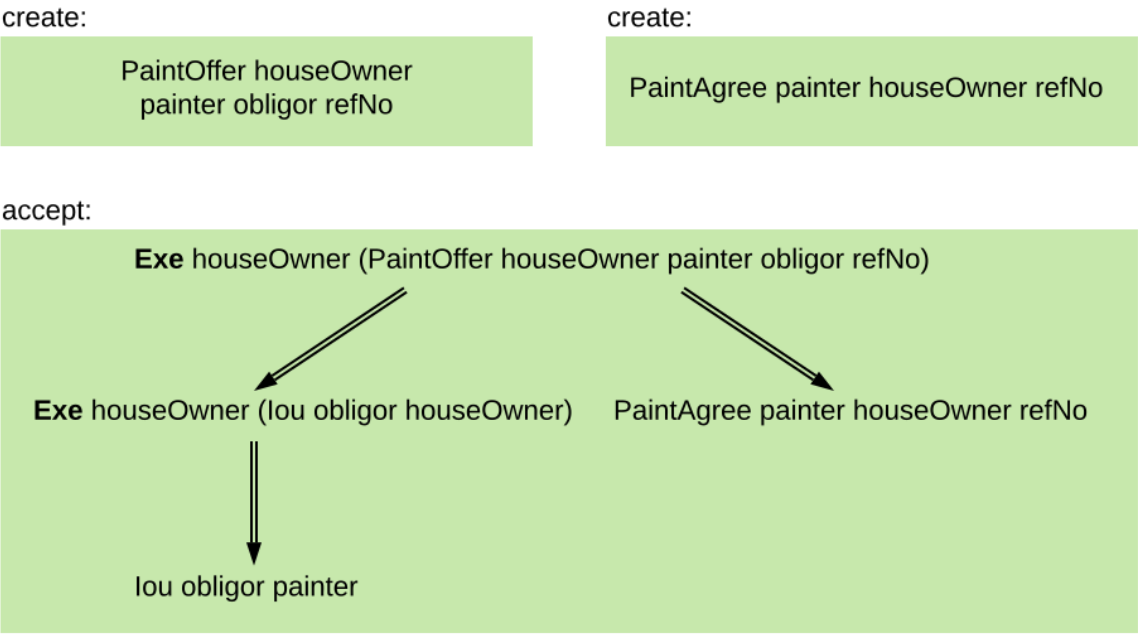 create:
create:
PaintOffer houseOwner
painter obligor refNo
PaintAgree painter houseOwner refNo
accept:
Exe houseOwner (PaintOffer houseOwner painter obligor refNo)
Exe houseOwner (Iou obligor houseOwner)
PaintAgree painter houseOwner refNo
Iou obligor painter